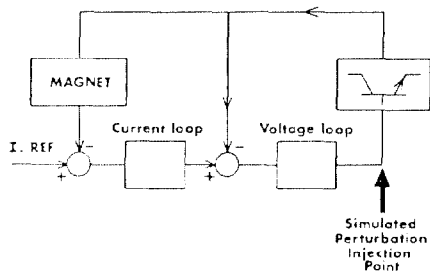 MAGNET
Current loop
Voltage loop
I. REF
-
-
+
+
Simulated
Perturbation
Injection
Point